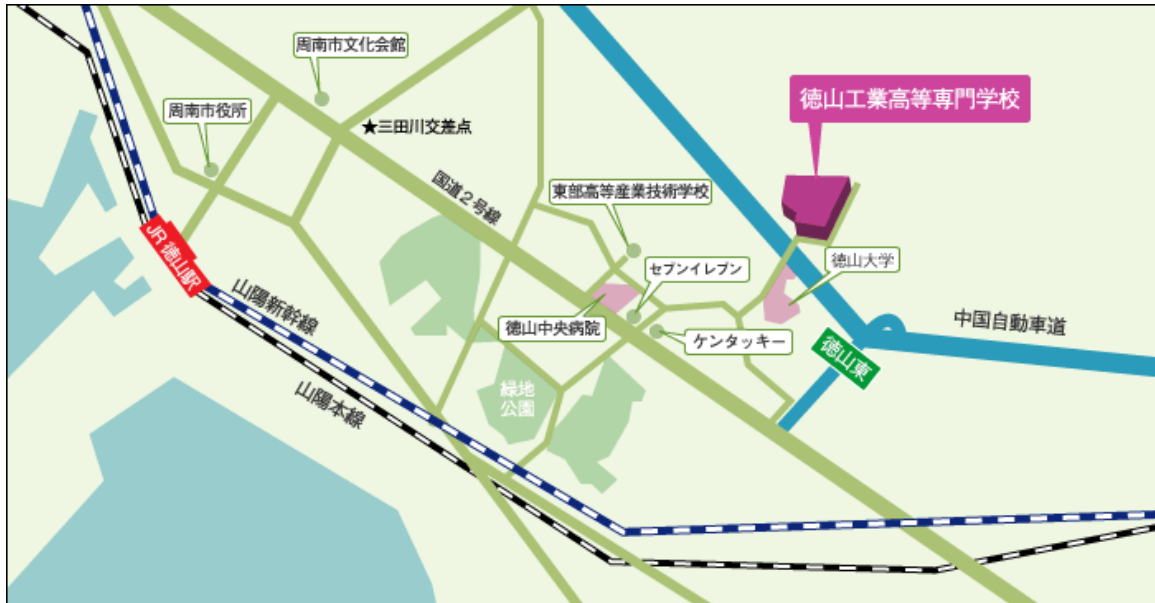 周南市文化会館
周南市役所
徳山工業高等専門学校
★三田川交差点
国道2号線
東部高等産業技術学校
JR 徳山駅
セブンイレブン
徳山大学
山陽新幹線
徳山中央病院
ケンタッキー
中国自動車道
徳山東
山陽本線
緑地
公園